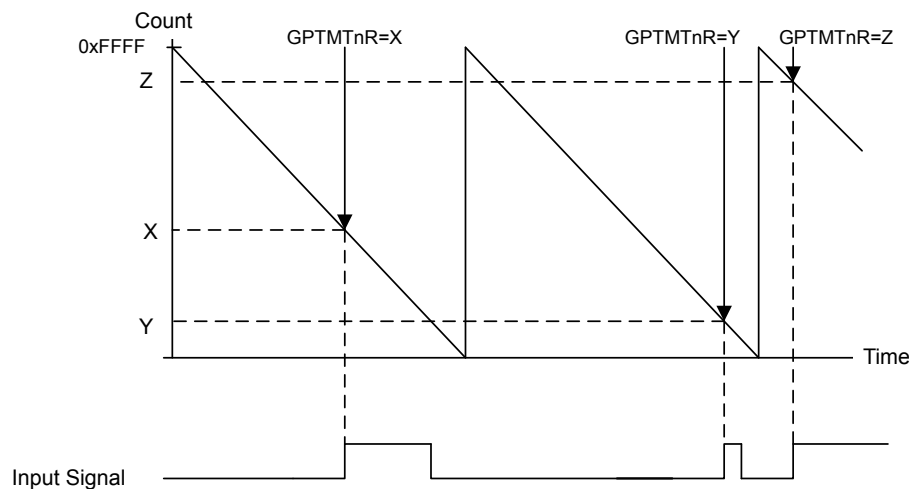 Count
0xFFFF
GPTMTnR=X
GPTMTnR=Y
GPTMTnR=Z
Z
X
Y
Time
Input Signal